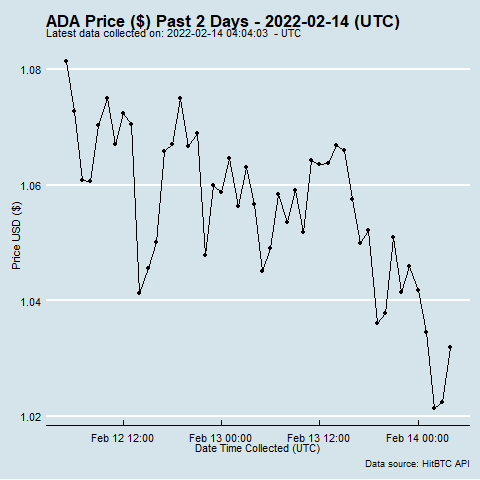 ADA Price ($) Past 2 Days - 2022-02-14 (UTC)
Latest data collected on: 2022-02-14 04:04:03 - UTC
1.08
1.06
1.04
1.02
Price USD ($)
Feb 12 12:00
Feb 13 00:00
Feb 13 12:00
Feb 14 00:00
Date Time Collected (UTC)
Data source: HitBTC API